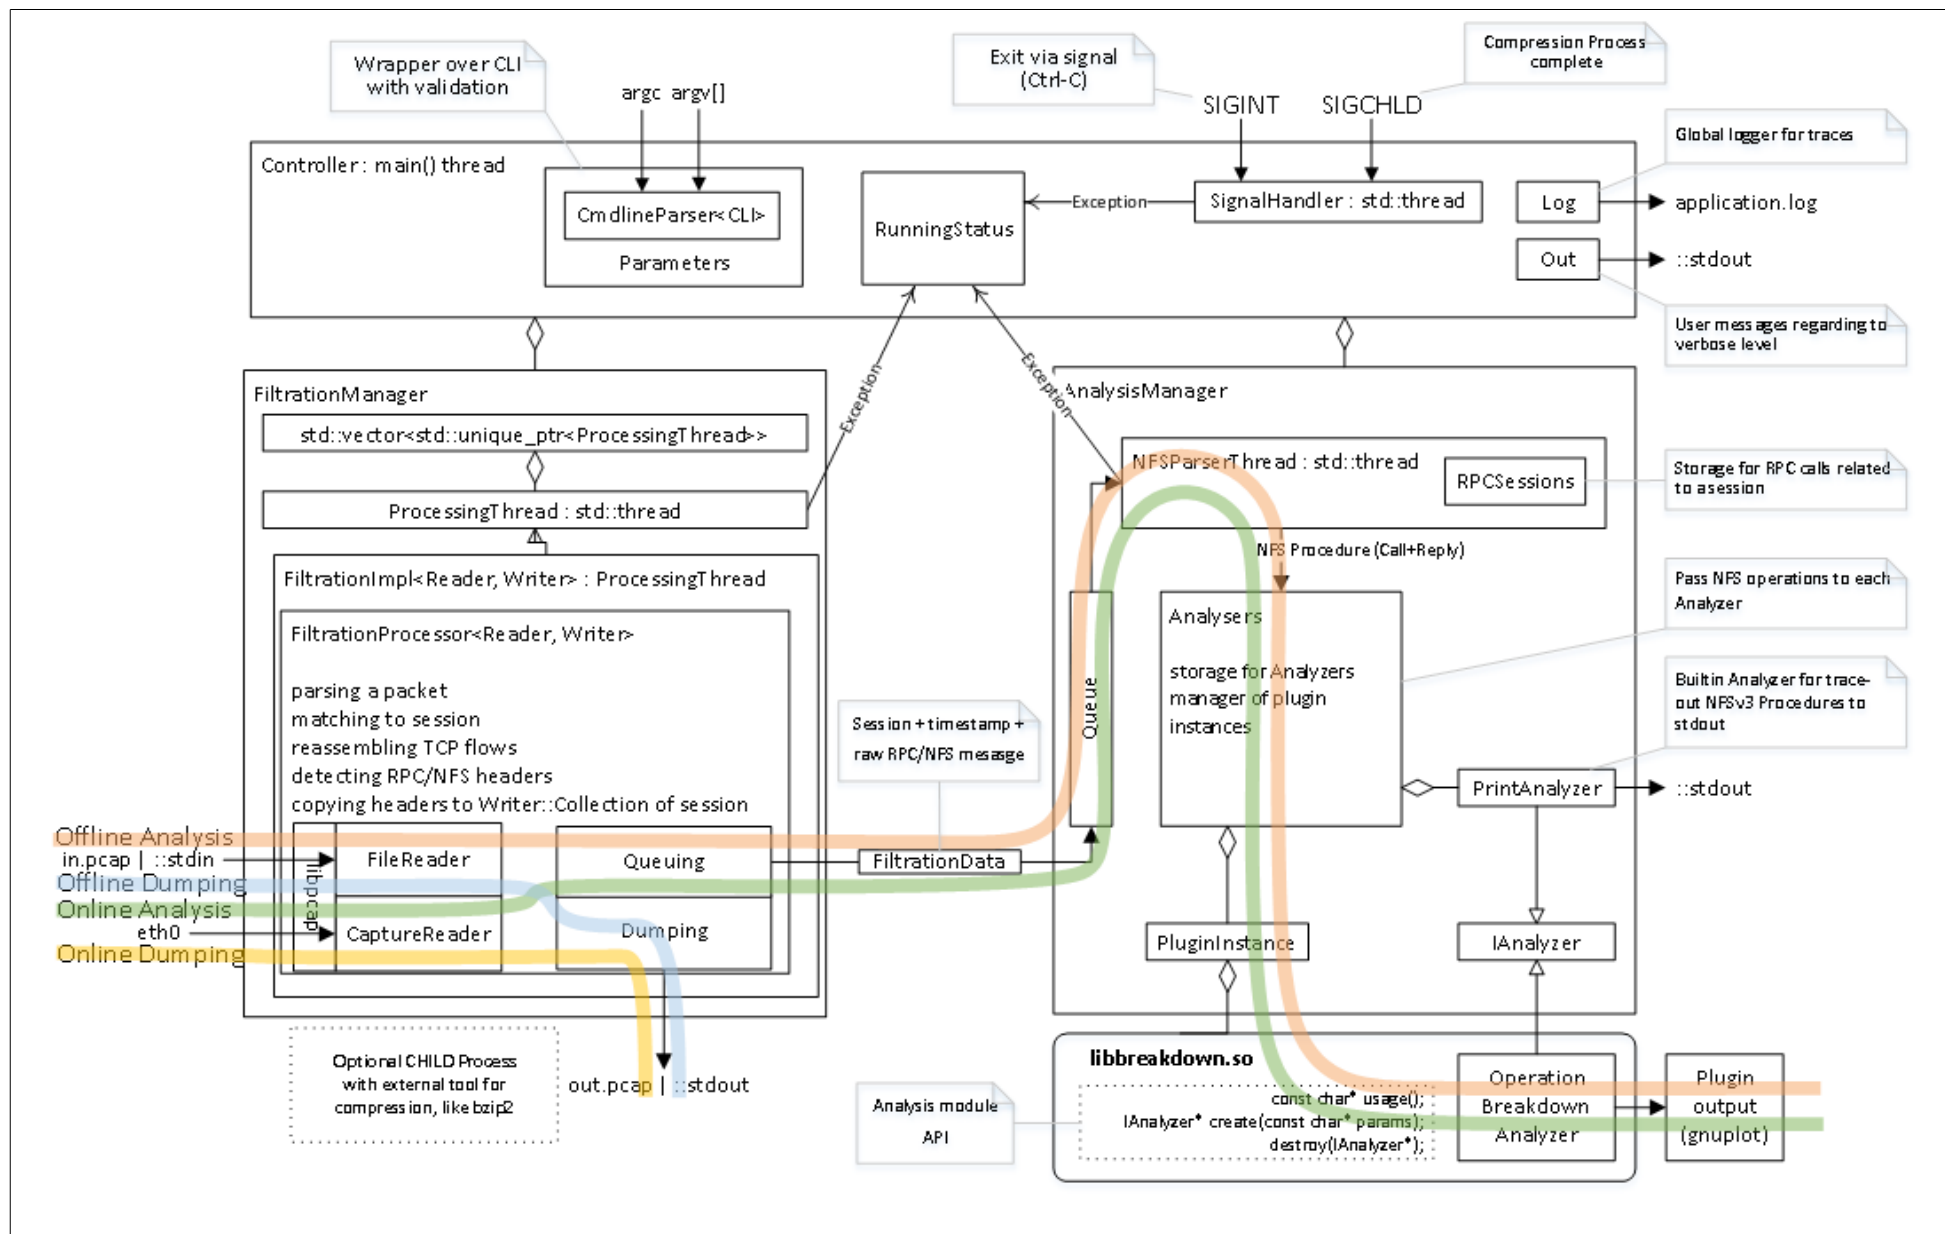 Wrapper over CLI
with validation
argc argv[]
Exit via signal
(Ctrl-C)
Compression Process
complete
SIGINT
SIGCHLD
Global logger for traces
Controller : main() thread
CmdlineParser<CLI>
Parameters
RunningStatus
Exception
SignalHandler : std::thread
Log
application.log
Out
::stdout
User messages regarding to
verbose level
FiltrationManager
std::vector<std::unique_ptr<ProcessingThread>>
ProcessingThread : std::thread
Exception
Exception
AnalysisManager
NFSParserThread : std::thread
RPCSessions
Storage for RPC calls related
to a session
NFS Procedure (Call+Reply)
FiltrationImpl<Reader, Writer> : ProcessingThread
FiltrationProcessor<Reader, Writer>
parsing a packet
matching to session
reassembling TCP flows
detecting RPC/NFS headers
copying headers to Writer::Collection of session
Pass NFS operations to each
Analyzer
Analysers
storage for Analyzers
manager of plugin
instances
Queue
Session + timestamp +
raw RPC/NFS mesasge
Builtin Analyzer for trace-
out NFSv3 Procedures to
stdout
PrintAnalyzer
::stdout
Offline Analysis
in.pcap | ::stdin
Offline Dumping
Online Analysis
eth0
Online Dumping
libpcap
FileReader
CaptureReader
Queuing
Dumping
FiltrationData
PluginInstance
IAnalyzer
Optional CHILD Process
with external tool for
compression, like bzip2
out.pcap | ::stdout
Analysis module
API
libbreakdown.so
const char* usage();
IAnalyzer* create(const char* params);
destroy(IAnalyzer*);
Operation
Breakdown
Analyzer
Plugin
output
(gnuplot)